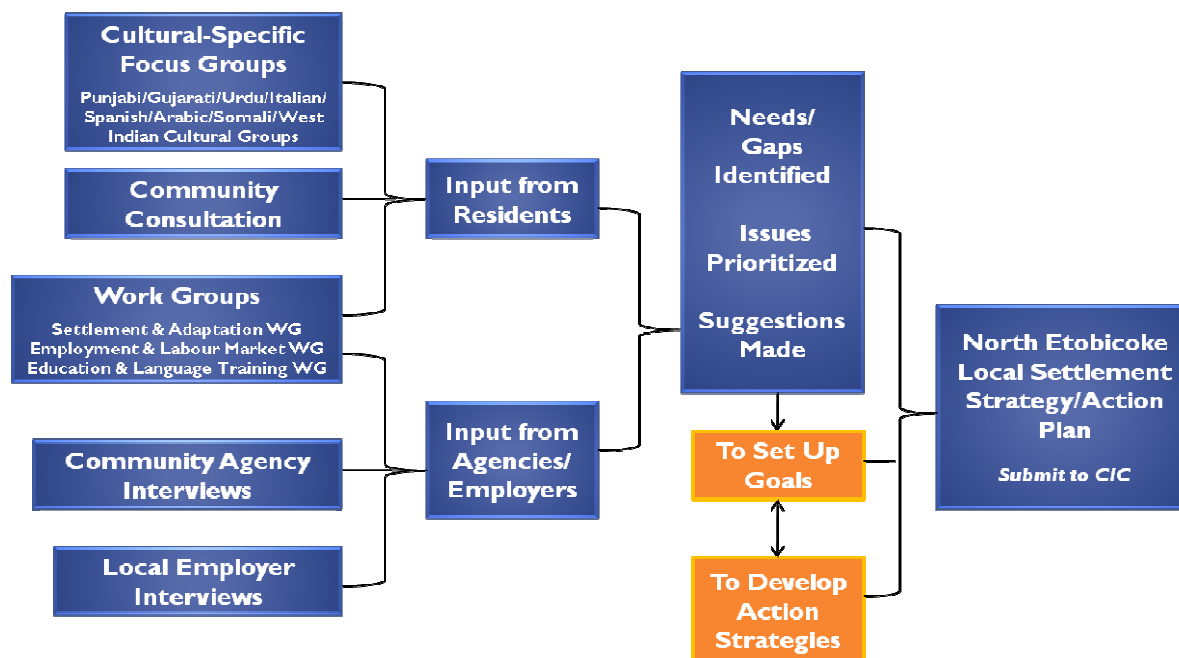 Cultural-Specific
Focus Groups
Punjabi/Gujarati/Urdu/Italian/
Spanish/Arabic/Somali/West
Indian Cultural Groups
Community
Consultation
Work Groups
Settlement & Adaptation WG
Employment & Labour Market WG
Education & Language Training WG
Community Agency
Interviews
Local Employer
Interviews
Input from
Residents
Input from
Agencies/
Employers
Needs/
Gaps
Identified
Issues
Prioritized
Suggestions
Made
To Set Up
Goals
To Develop
Action
Strategies
North Etobicoke
Local Settlement
Strategy/Action
Plan
Submit to CIC